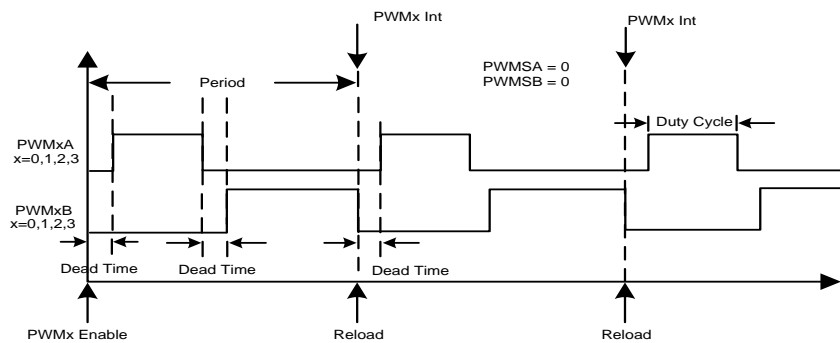 PWMx Int
PWMx Int
Period
PWMSA = 0
PWMSB = 0
Duty Cycle
PWMxA
x=0,1,2,3
PWMxB
x=0,1,2,3
Dead Time
Dead Time
Dead Time
PWMx Enable
Reload
Reload